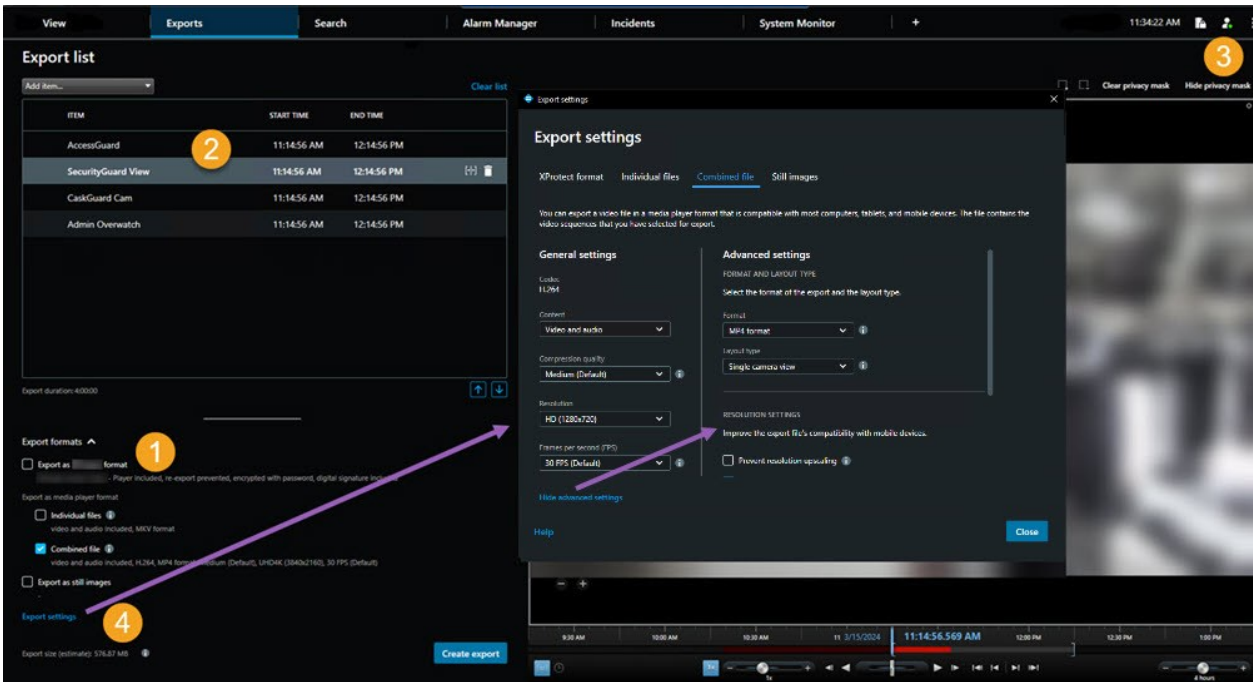 View Exports Search Alarm Manager Incidents System Monitor + 11:34:22 AM
3
Export list
Add item...
Clear list
Clear privacy mask Hide privacy mask
ITEM START TIME END TIME
AccessGuard 11:14:56 AM 12:14:56 PM
2
SecurityGuard View 11:14:56 AM 12:14:56 PM
CaskGuard Cam 11:14:56 AM 12:14:56 PM
Admin Overwatch 11:14:56 AM 12:14:56 PM
Export duration: 4:00:00
Export formats
1
Export as format
- Player included, re-export prevented, encrypted with password, digital signature
Export as media player format
Individual files
video and audio included, MKV format
Combined file
video and audio included, H.264, MP4 format, Medium (Default), UHD4K (3840x2160), 30 FPS (Default)
Export as still images
Export settings
4
Export size (estimate): 576.87 MB
Create export
Export settings
Export settings
XProtect format Individual files Combined file Still images
You can export a video file in a media player format that is compatible with most computers, tablets, and mobile devices. The file contains the
video sequences that you have selected for export.
General settings
Codec
H.264
Content
Video and audio
Compression quality
Medium (Default)
Resolution
HD (1280x720)
Frames per second (FPS)
30 FPS (Default)
Hide advanced settings
Advanced settings
FORMAT AND LAYOUT TYPE
Select the format of the export and the layout type.
Format
MP4 format
Layout type
Single camera view
RESOLUTION SETTINGS
Improve the export file's compatibility with mobile devices.
Prevent resolution upscaling
Help
Close
9:30 AM 10:00 AM 10:30 AM 11 3/15/2024 11:14:56.569 AM 12:00 PM 12:30 PM 1:00 PM
1x
4 hours